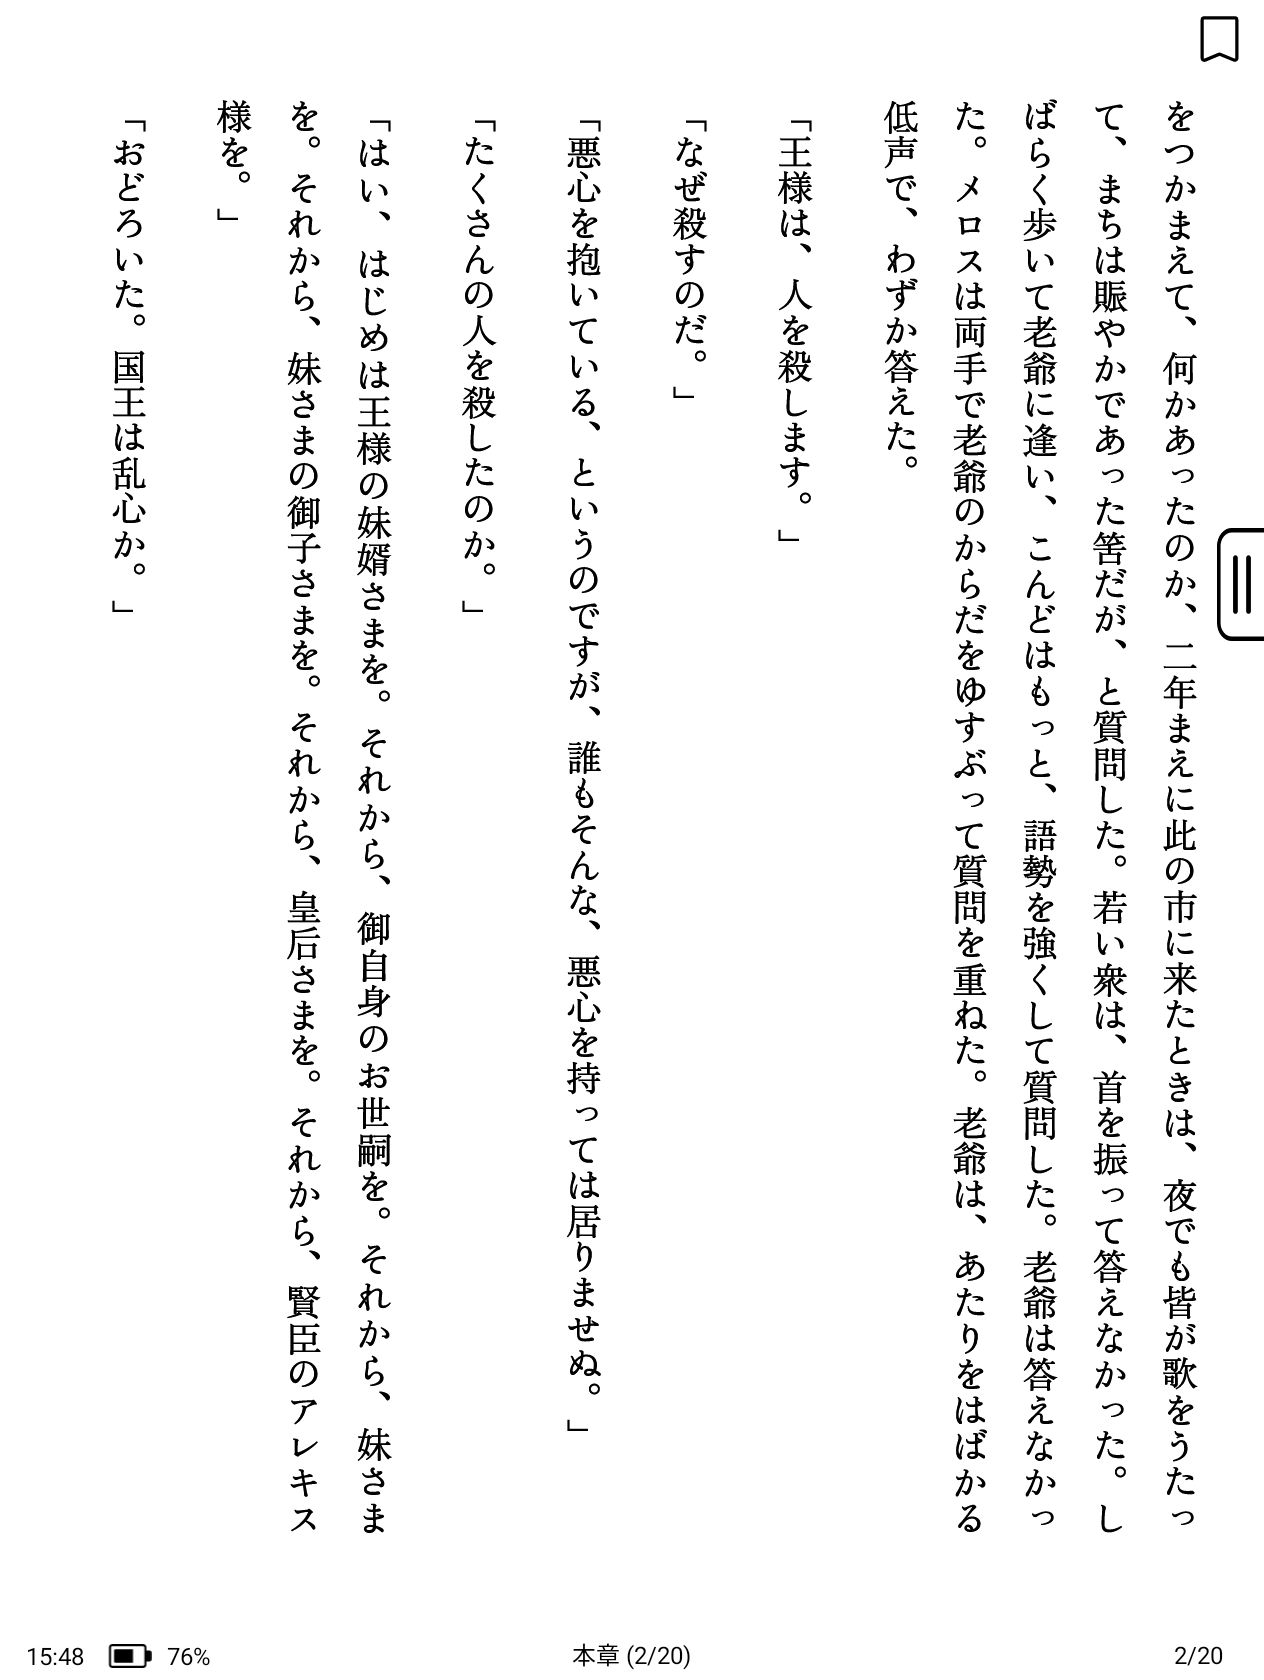 をつかまえて、何かあったのか、二年まえに此の市に来たときは、夜でも皆が歌をうたっ
て、まちは賑やかであった筈だが、と質問した。若い衆は、首を振って答えなかった。し
ばらく歩いて老爺に逢い、こんどはもっと、語勢を強くして質問した。老爺は答えなかっ
た。メロスは両手で老爺のからだをゆすぶって質問を重ねた。老爺は、あたりをはばかる
低声で、わずか答えた。
「王様は、人を殺します。」
「なぜ殺すのだ。」
「悪心を抱いている、というのですが、誰もそんな、悪心を持っては居りませぬ。」
「たくさんの人を殺したのか。」
「はい、はじめは王様の妹婿さまを。それから、御自身のお世嗣を。それから、妹さま
を。それから、妹さまの御子さまを。それから、皇后さまを。それから、賢臣のアレキス
様を。」
「おどろいた。国王は乱心か。」
15:48 76% 本章 (2/20) 2/20